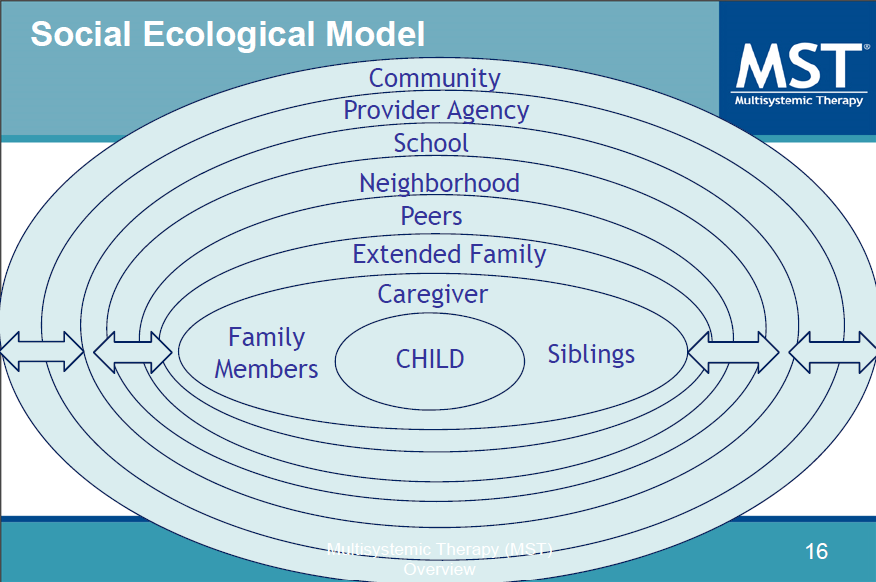 Social Ecological Model
MST®
Multisystemic Therapy
Community
Provider Agency
School
Neighborhood
Peers
Extended Family
Caregiver
Family
Members
CHILD
Siblings
Multisystemic Therapy (MST)
Overview
16